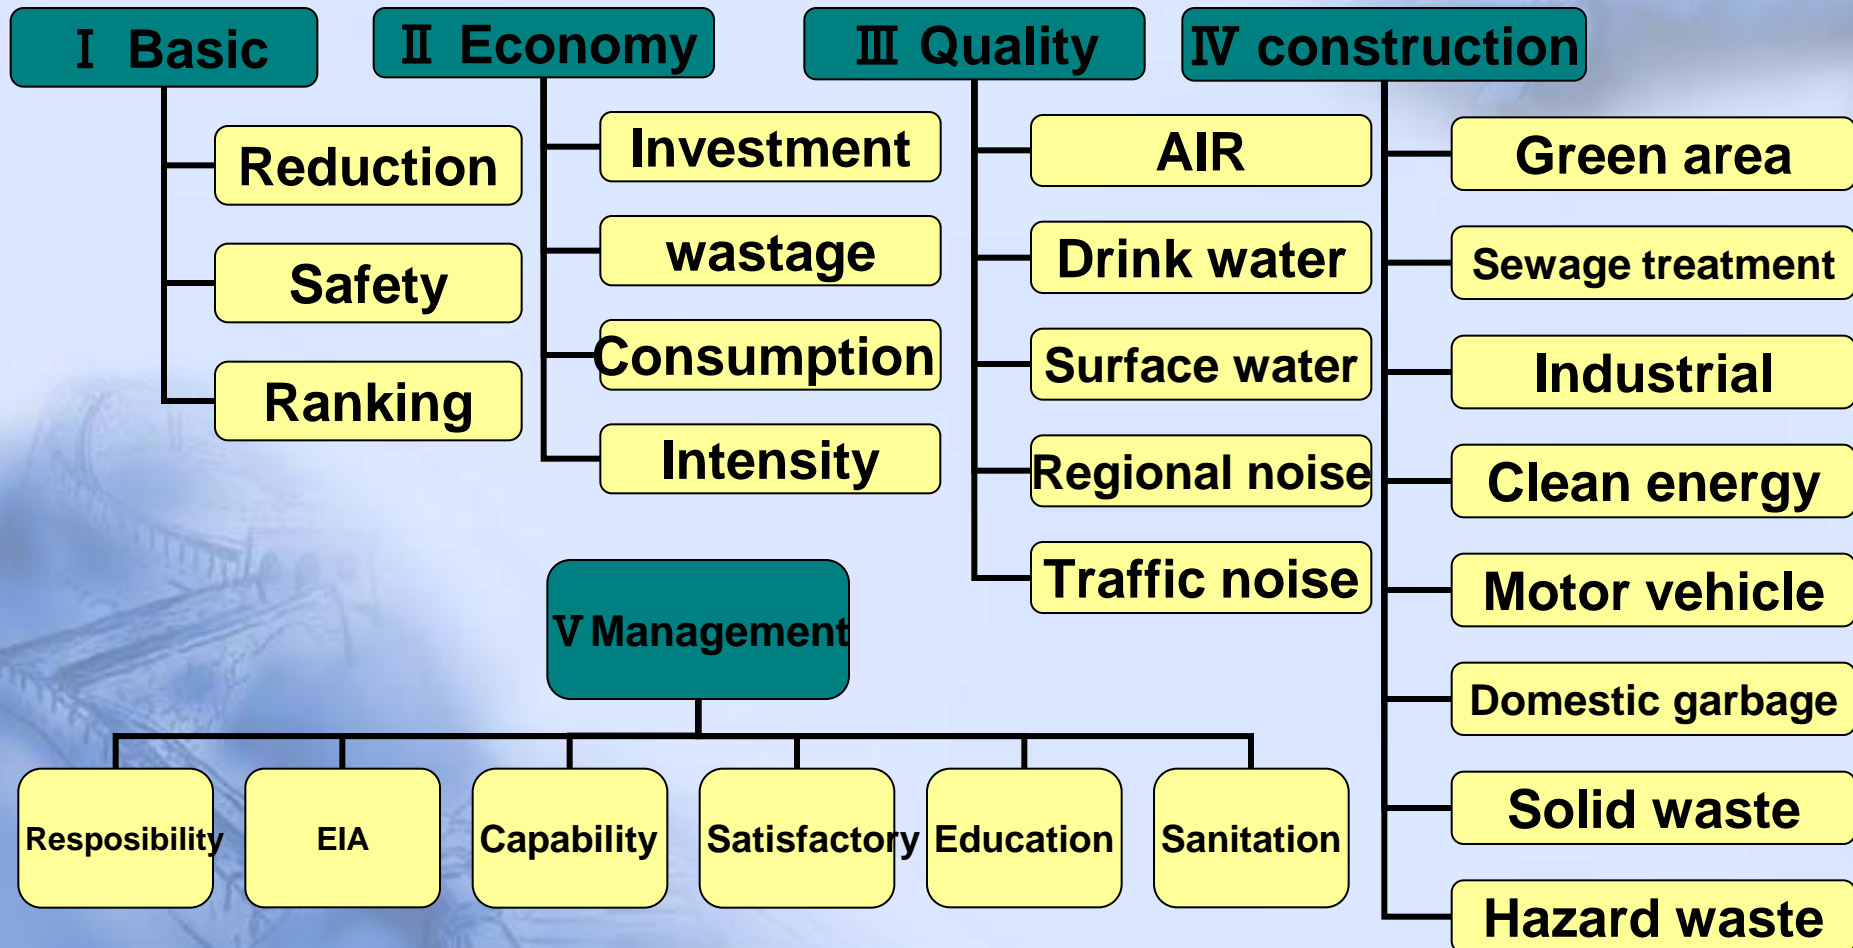 Ⅰ Basic
Reduction
Safety
Ranking
Ⅱ Economy
Investment
wastage
Consumption
Intensity
Ⅲ Quality
AIR
Drink water
Surface water
Regional noise
Traffic noise
Ⅳ construction
Green area
Sewage treatment
Industrial
Clean energy
Motor vehicle
Domestic garbage
Solid waste
Hazard waste
Ⅴ Management
Resposibility
EIA
Capability
Satisfactory
Education
Sanitation